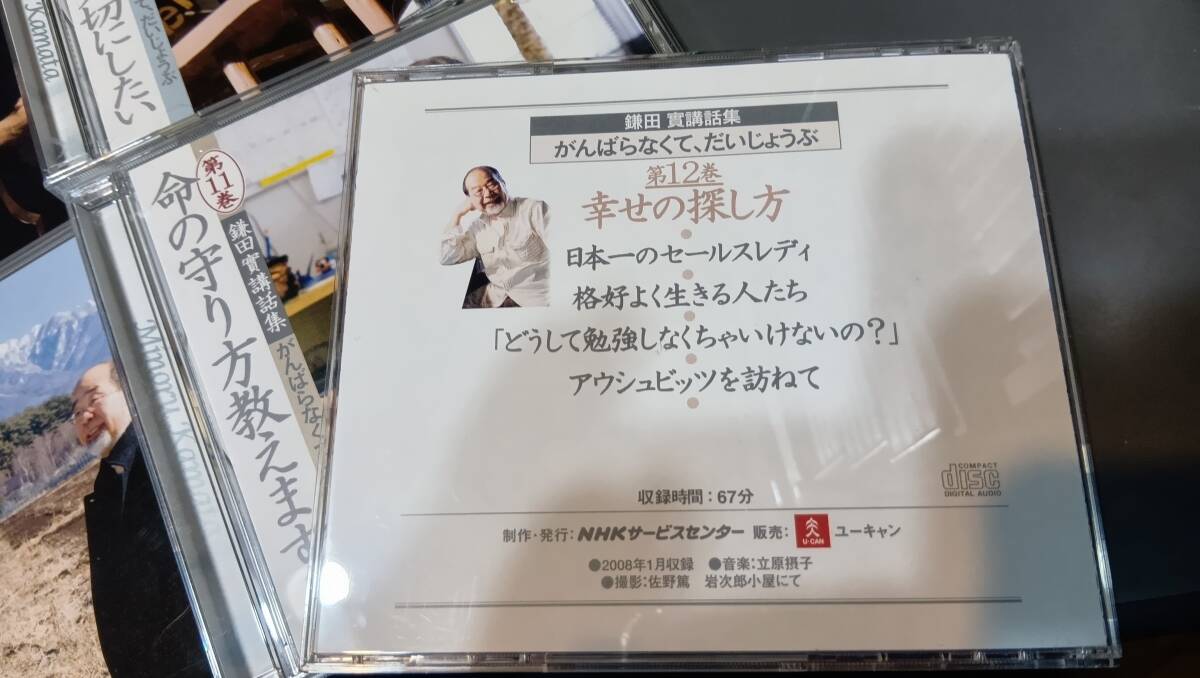 鎌田 實講話集
がんばらなくて、だいじょうぶ
第12巻
幸せの探し方
日本一のセールスレディ
格好よく生きる人たち
「どうして勉強しなくちゃいけないの?」
アウシュビッツを訪ねて
COMPACT
disc
DIGITAL AUDIO
収録時間:67分
制作・発行:NHKサービスセンター 販売: U-CAN ユーキャン
●2008年1月収録 ●音楽:立原摂子
●撮影:佐野篤 岩次郎小屋にて
第11巻
命の守り方教えます
鎌田實講話集 がんばらなくて
Minoru Kamata
切にしたい
て、だいじょうぶ
Kamata